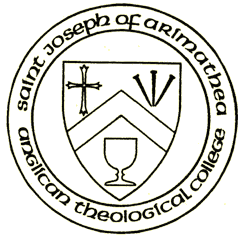 Saint Joseph of Arimathea
Anglican Theological College